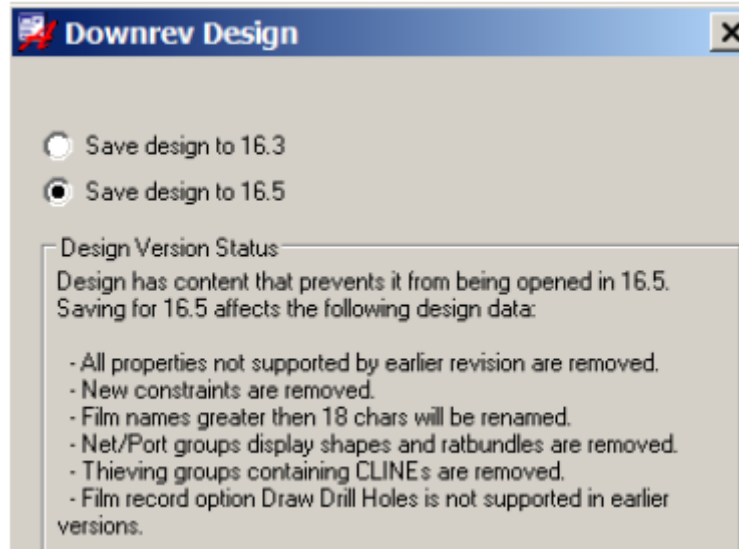 Downrev Design
Save design to 16.3
Save design to 16.5
Design Version Status
Design has content that prevents it from being opened in 16.5.
Saving for 16.5 affects the following design data:
- All properties not supported by earlier revision are removed.
- New constraints are removed.
- Film names greater then 18 chars will be renamed.
- Net/Port groups display shapes and ratbundles are removed.
- Thieving groups containing CLINEs are removed.
- Film record option Draw Drill Holes is not supported in earlier
versions.